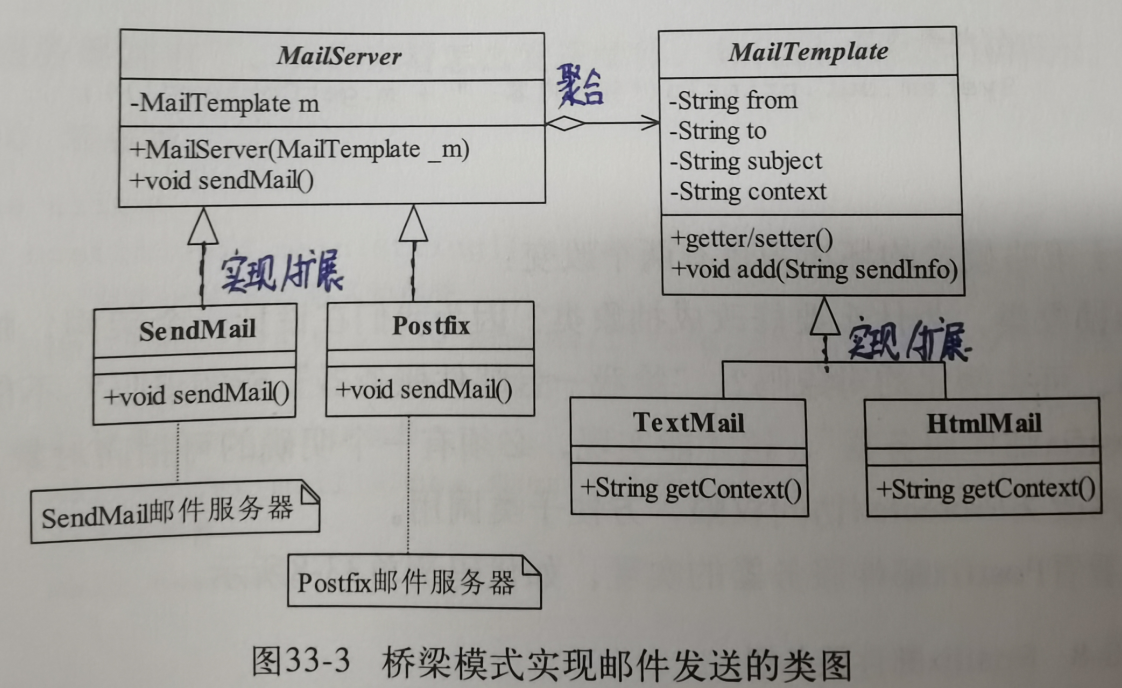 MailServer
-MailTemplate m
+MailServer(MailTemplate _m)
+void sendMail()
聚合
MailTemplate
-String from
-String to
-String subject
-String context
+getter/setter()
+void add(String sendInfo)
实现/扩展
SendMail
+void sendMail()
Postfix
+void sendMail()
实现/扩展
TextMail
+String getContext()
HtmlMail
+String getContext()
SendMail邮件服务器
Postfix邮件服务器
图33-3 桥梁模式实现邮件发送的类图